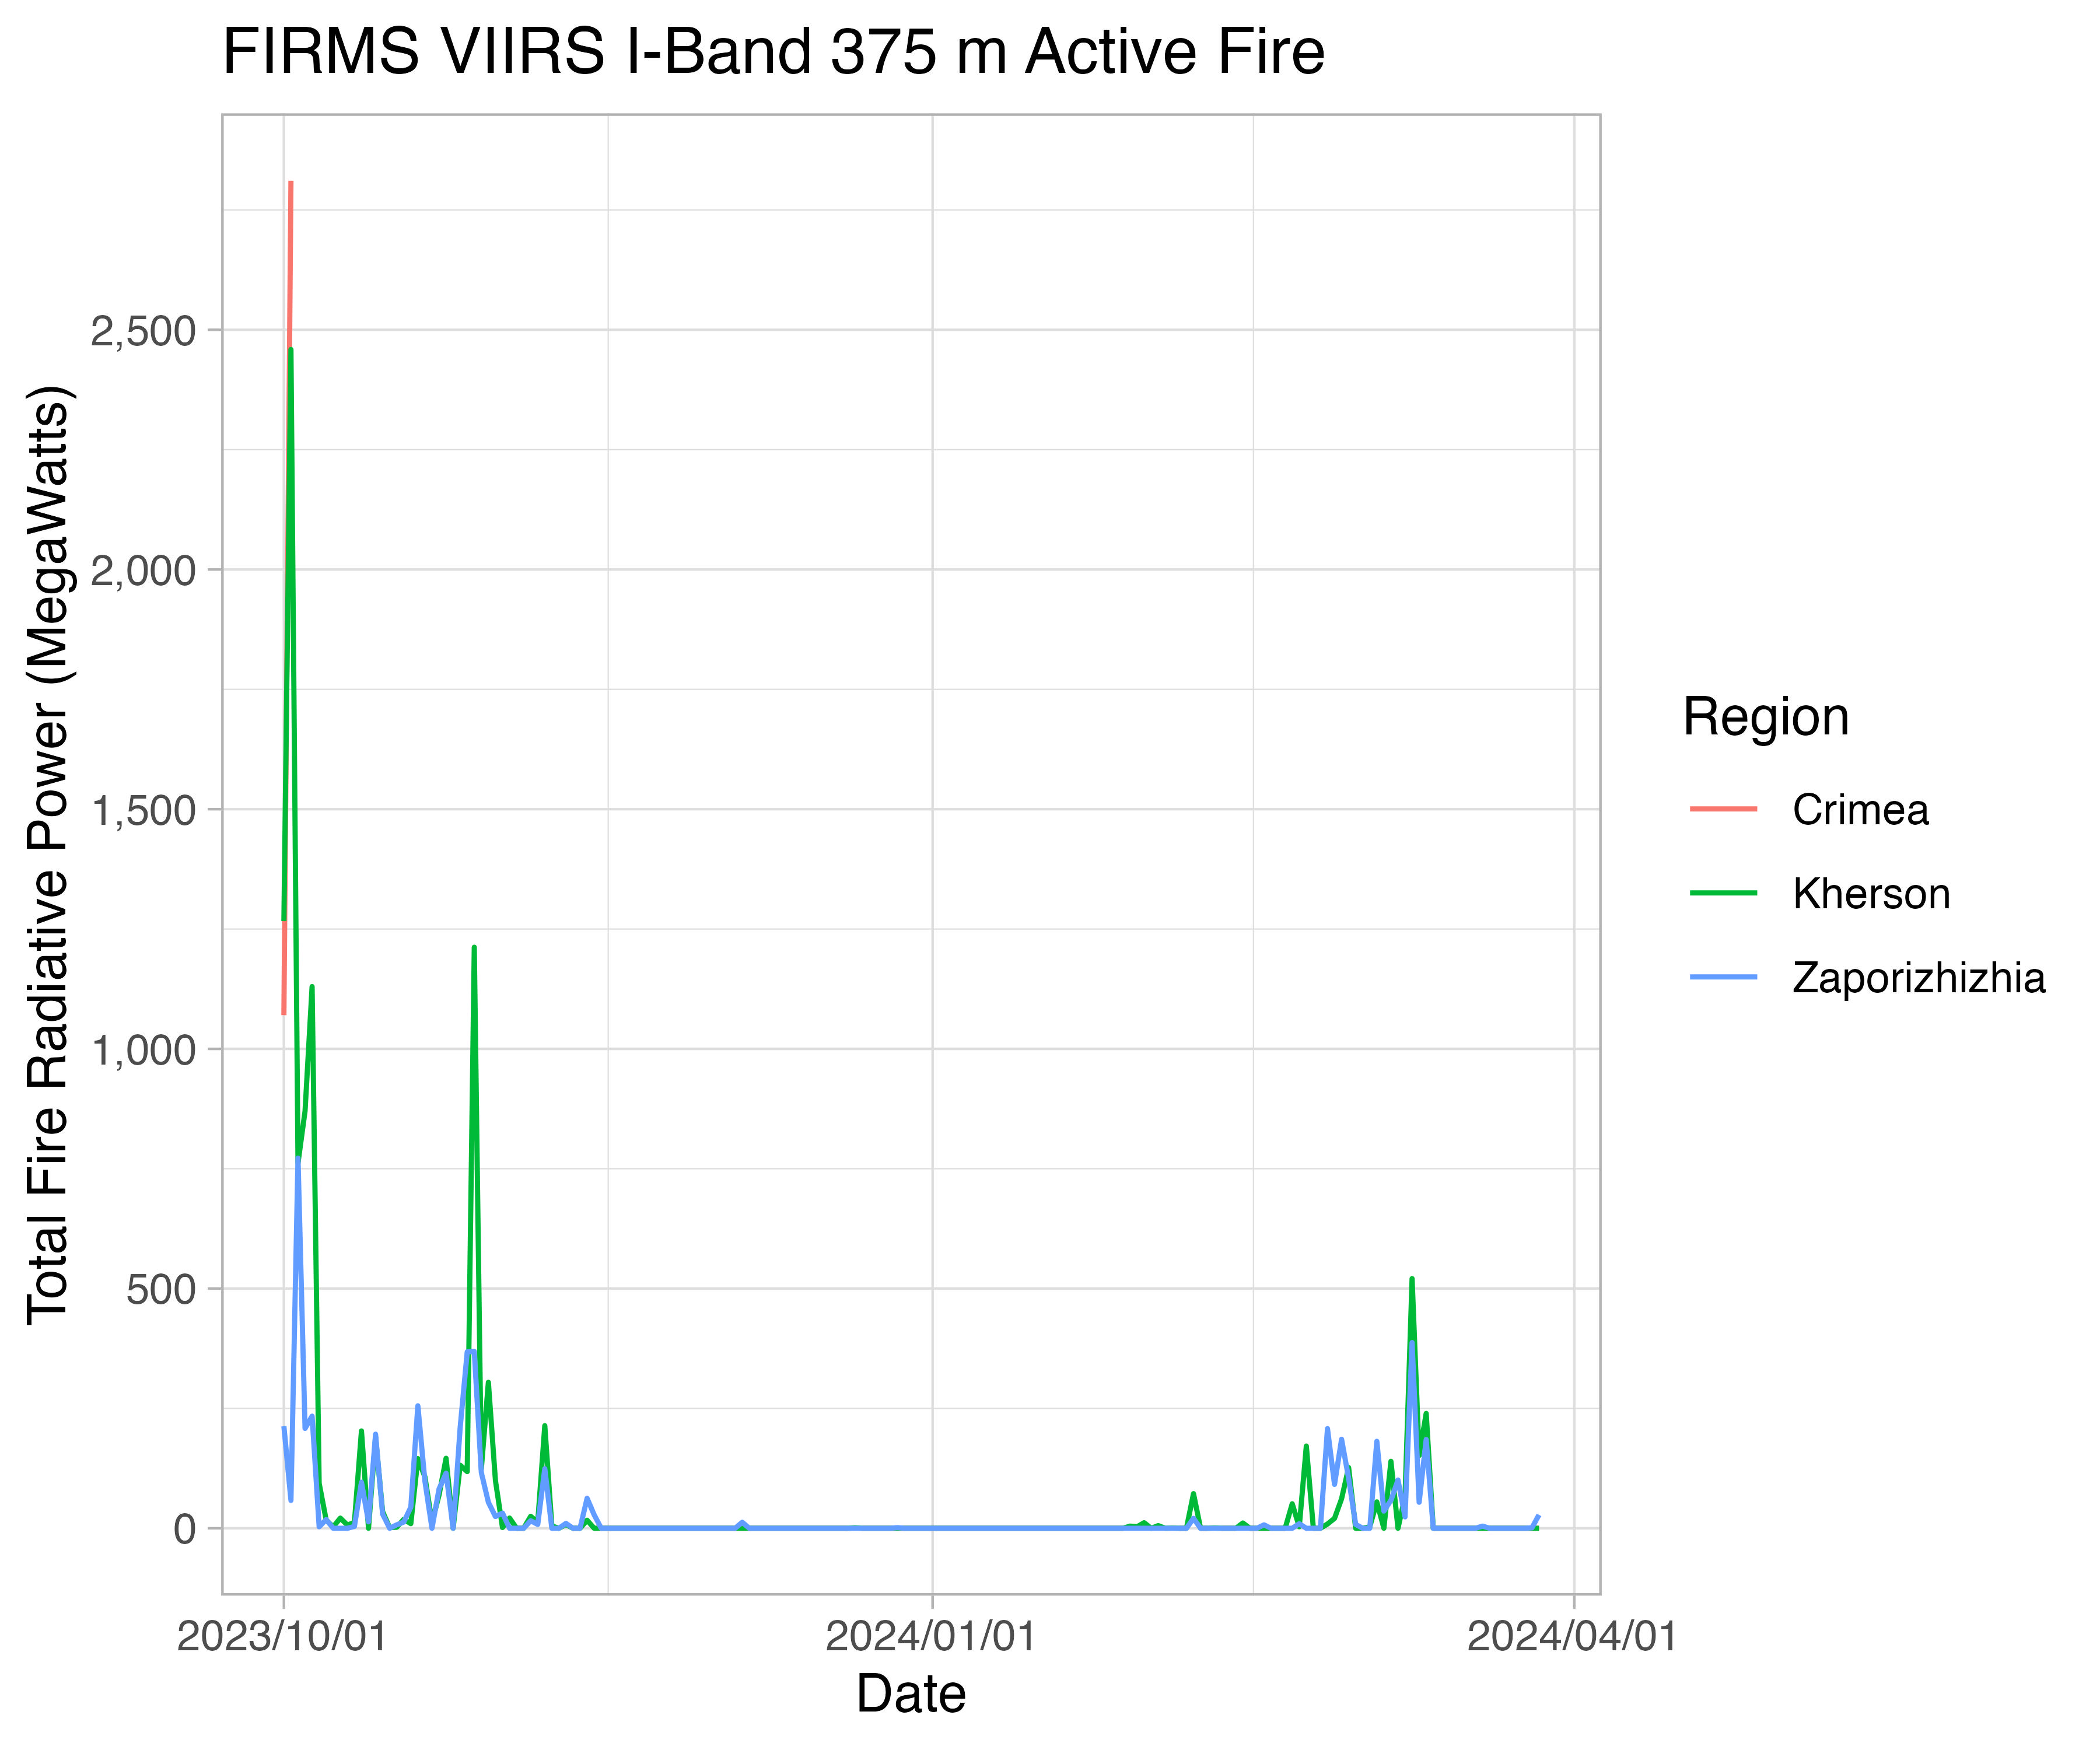 FIRMS VIIRS I-Band 375 m Active Fire
Total Fire Radiative Power (MegaWatts)
2,500
2,000
1,500
1,000
500
0
2023/10/01
2024/01/01
2024/04/01
Date
Region
Crimea
Kherson
Zaporizhizhia